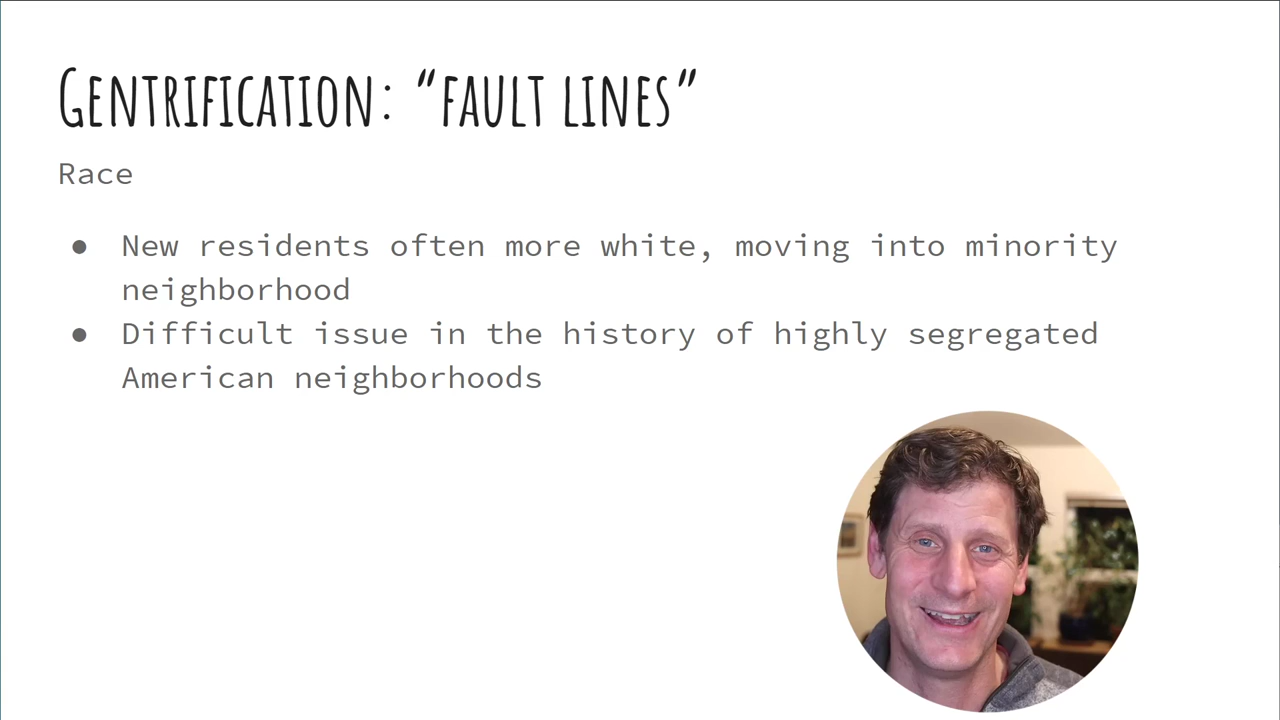 Gentrification: “fault lines”
Race
● New residents often more white, moving into minority
neighborhood
● Difficult issue in the history of highly segregated
American neighborhoods